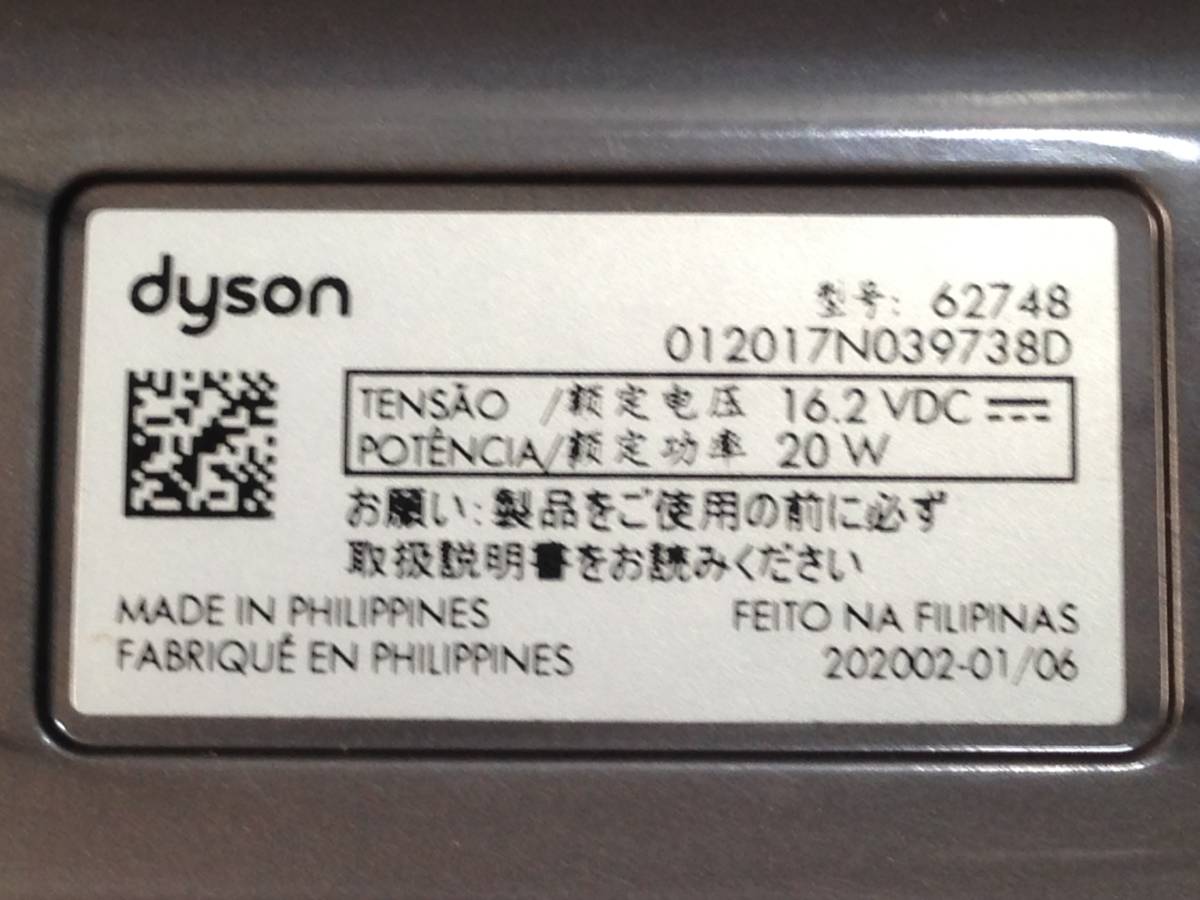 dyson
型号: 62748
012017N039738D
TENSÃO /额定电压 16.2 VDC
POTÊNCIA/额定功率 20 W
お願い:製品をご使用の前に必ず
取扱説明書をお読みください
MADE IN PHILIPPINES
FABRIQUÉ EN PHILIPPINES
FEITO NA FILIPINAS
202002-01/06